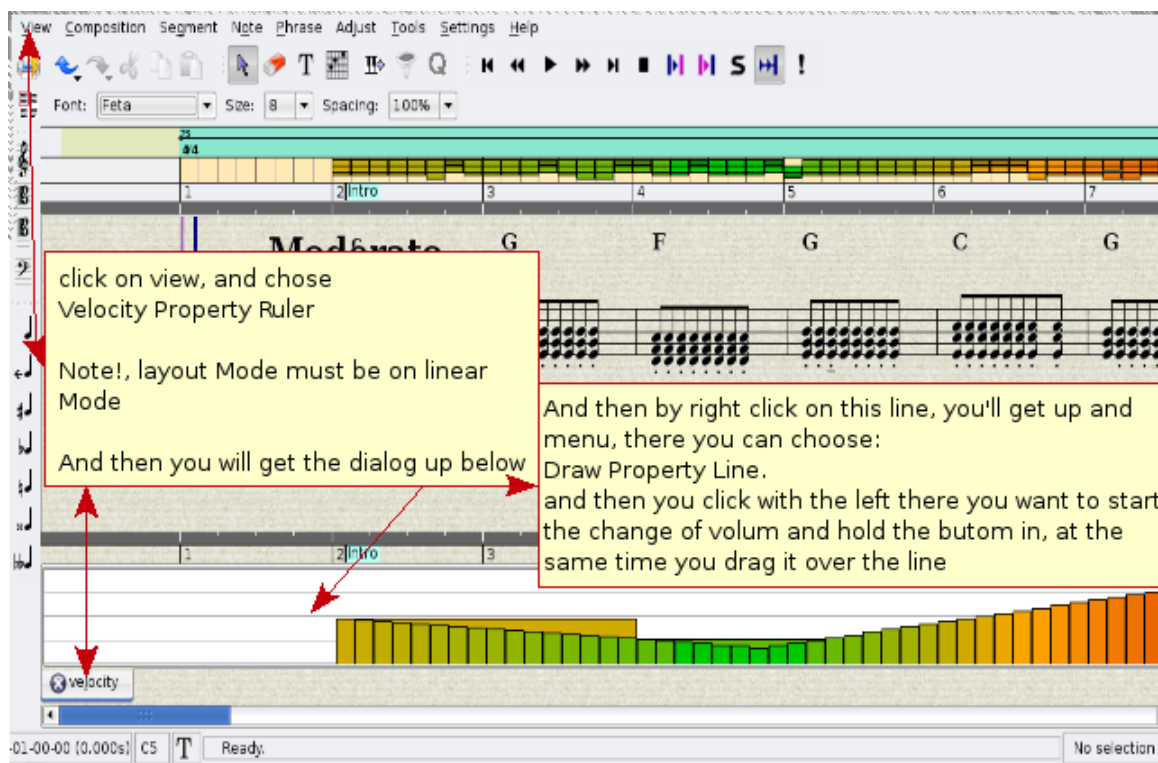 View Composition Segment Note Phrase Adjust Tools Settings Help
T Q S !
Font: Feta Size: 8 Spacing: 100%
4/4
1 2 Intro 3 4 5 6 7
Moderato G F G C G
click on view, and chose
Velocity Property Ruler
Note!, layout Mode must be on linear
Mode
And then you will get the dialog up below
And then by right click on this line, you'll get up and
menu, there you can choose:
Draw Property Line.
and then you click with the left there you want to start
the change of volum and hold the butom in, at the
same time you drag it over the line
1 2 Intro 3
velocity
-01-00-00 (0.000s) C5 T Ready. No selection